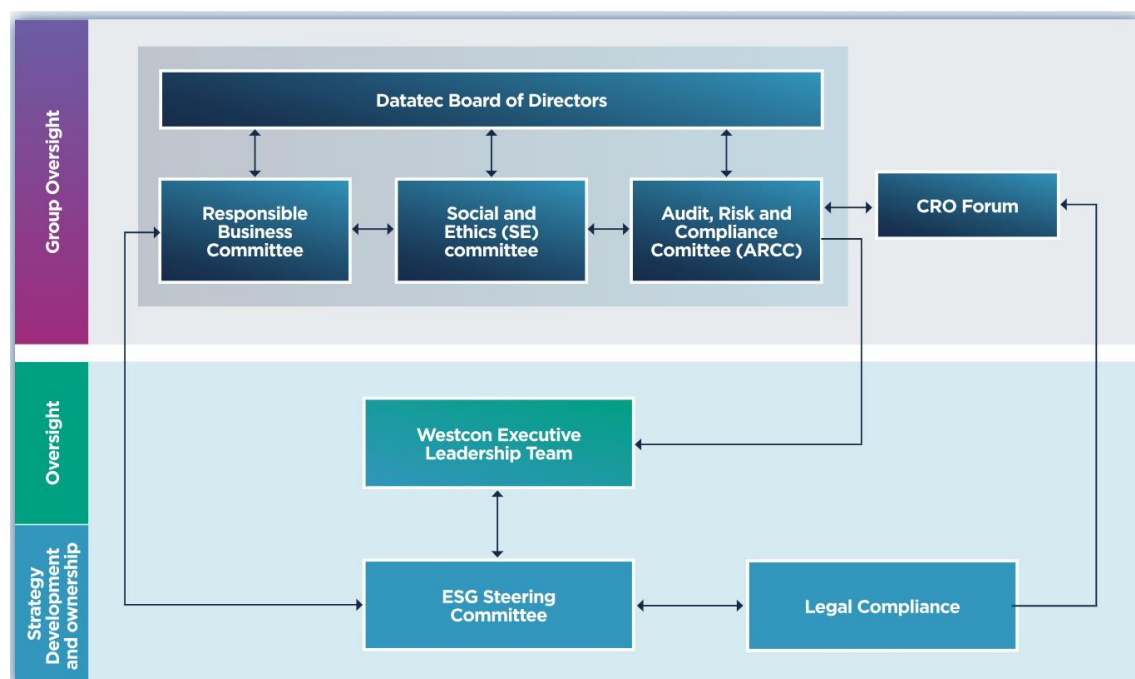 Group Oversight
Datatec Board of Directors
Responsible
Business
Committee
Social and
Ethics (SE)
committee
Audit, Risk and
Compliance
Comittee (ARCC)
CRO Forum
Oversight
Westcon Executive
Leadership Team
Strategy
Development
and ownership
ESG Steering
Committee
Legal Compliance